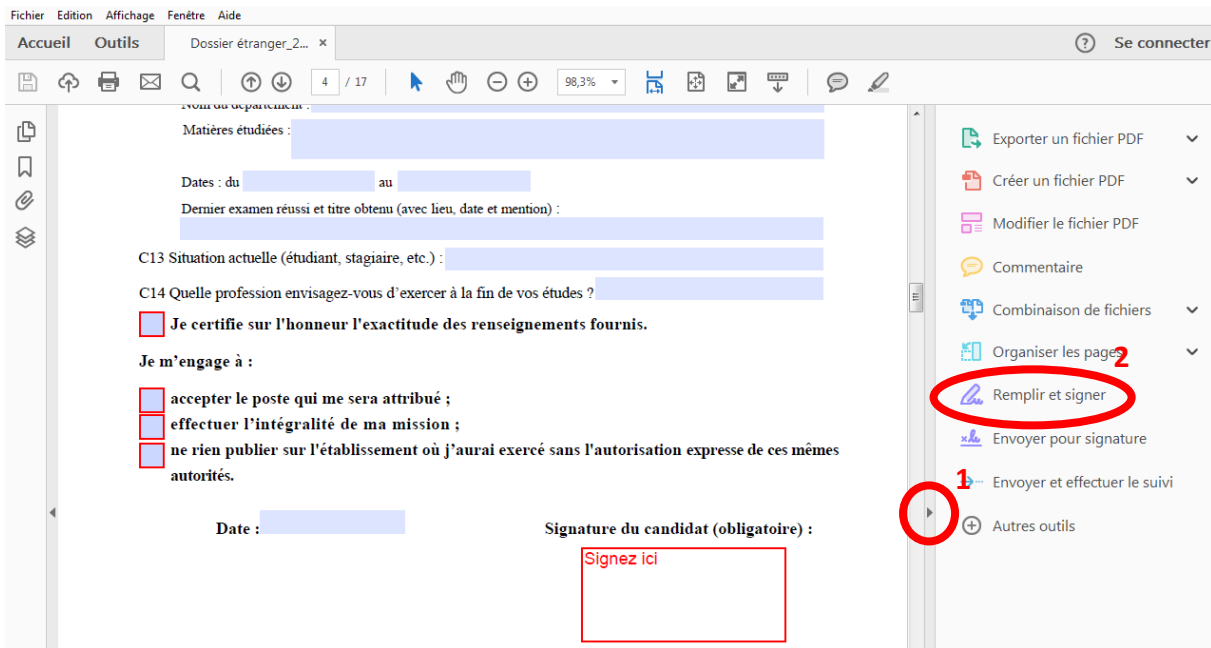 Fichier Edition Affichage Fenêtre Aide
Accueil Outils Dossier étranger_2... × ? Se connecter
4 / 17 98,3%
Nom du département :
Matières étudiées :
Dates : du au
Dernier examen réussi et titre obtenu (avec lieu, date et mention) :
C13 Situation actuelle (étudiant, stagiaire, etc.) :
C14 Quelle profession envisagez-vous d’exercer à la fin de vos études ?
Je certifie sur l'honneur l'exactitude des renseignements fournis.
Je m’engage à :
accepter le poste qui me sera attribué ;
effectuer l’intégralité de ma mission ;
ne rien publier sur l'établissement où j’aurai exercé sans l'autorisation expresse de ces mêmes
autorités.
Date :
Signature du candidat (obligatoire) :
Signez ici
Exporter un fichier PDF
Créer un fichier PDF
Modifier le fichier PDF
Commentaire
Combinaison de fichiers
Organiser les pages
2
Remplir et signer
Envoyer pour signature
1
Envoyer et effectuer le suivi
Autres outils